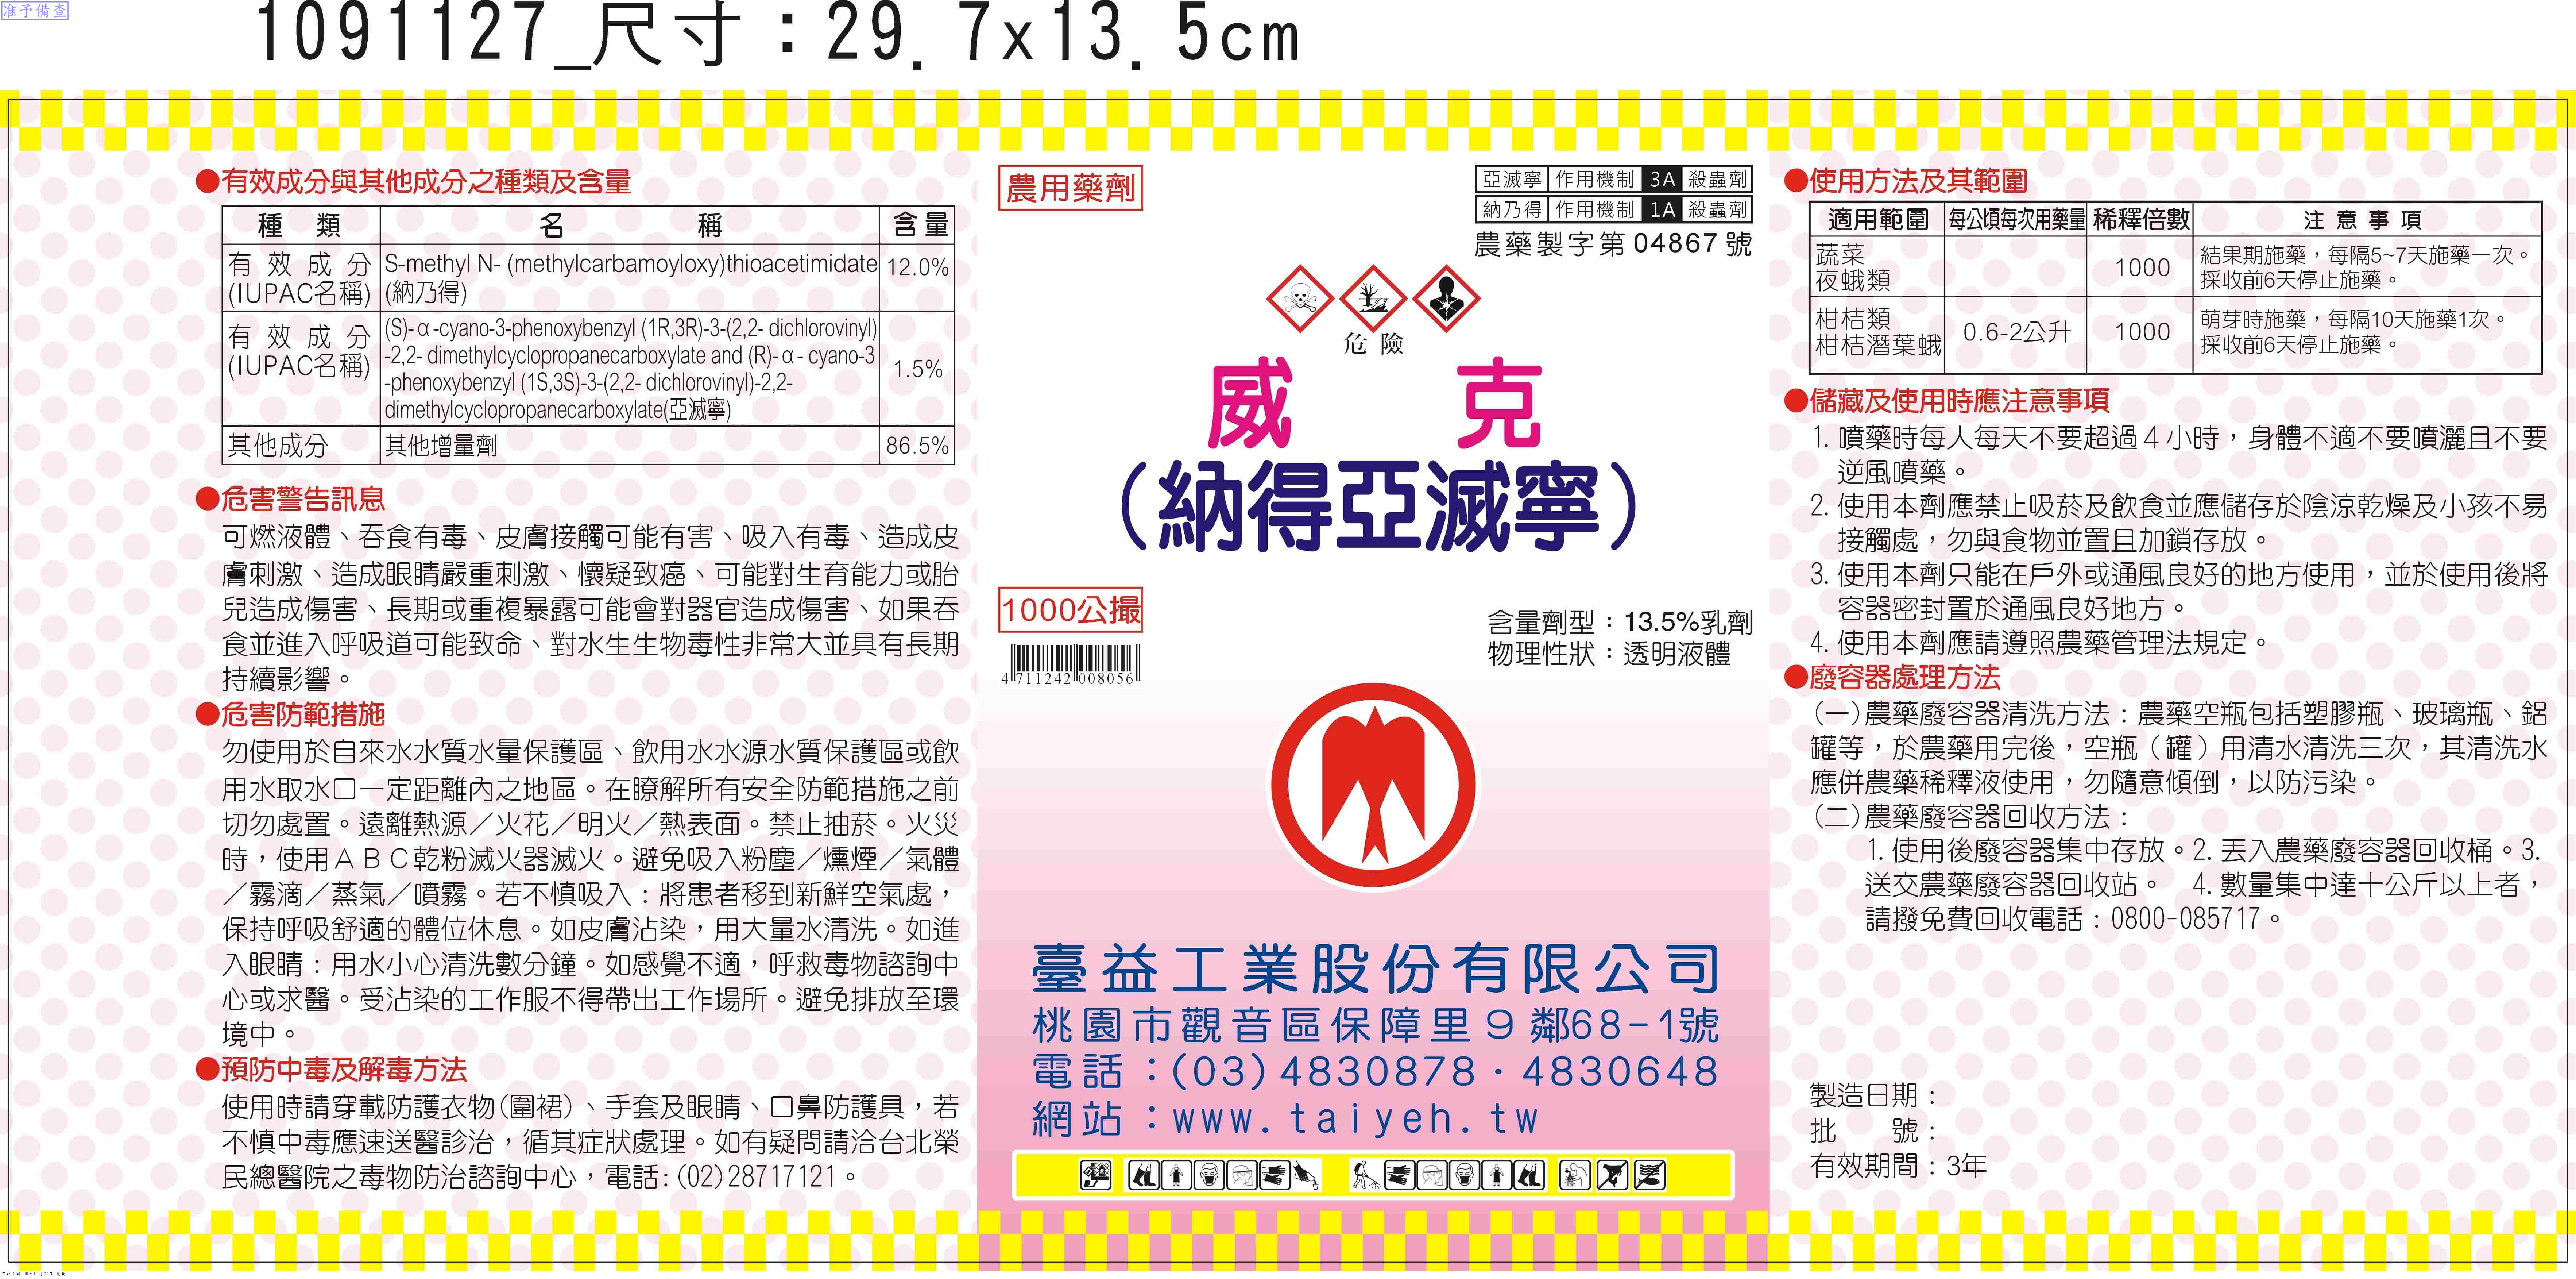 准予備查
1091127_尺寸：29.7x13.5cm
●有效成分與其他成分之種類及含量
種 類 名 稱 含量
有效成分 S-methyl N- (methylcarbamoyloxy)thioacetimidate 12.0%
(IUPAC名稱) (納乃得)
有效成分 (S)-α-cyano-3-phenoxybenzyl (1R,3R)-3-(2,2- dichlorovinyl)
(IUPAC名稱) -2,2- dimethylcyclopropanecarboxylate and (R)-α- cyano-3
-phenoxybenzyl (1S,3S)-3-(2,2- dichlorovinyl)-2,2- 1.5%
dimethylcyclopropanecarboxylate(亞滅寧)
其他成分 其他增量劑 86.5%
●危害警告訊息
可燃液體、吞食有毒、皮膚接觸可能有害、吸入有毒、造成皮
膚刺激、造成眼睛嚴重刺激、懷疑致癌、可能對生育能力或胎
兒造成傷害、長期或重複暴露可能會對器官造成傷害、如果吞
食並進入呼吸道可能致命、對水生生物毒性非常大並具有長期
持續影響。
●危害防範措施
勿使用於自來水水質水量保護區、飲用水水源水質保護區或飲
用水取水口一定距離內之地區。在瞭解所有安全防範措施之前
切勿處置。遠離熱源／火花／明火／熱表面。禁止抽菸。火災
時，使用ＡＢＣ乾粉滅火器滅火。避免吸入粉塵／燻煙／氣體
／霧滴／蒸氣／噴霧。若不慎吸入：將患者移到新鮮空氣處，
保持呼吸舒適的體位休息。如皮膚沾染，用大量水清洗。如進
入眼睛：用水小心清洗數分鐘。如感覺不適，呼救毒物諮詢中
心或求醫。受沾染的工作服不得帶出工作場所。避免排放至環
境中。
●預防中毒及解毒方法
使用時請穿載防護衣物(圍裙)、手套及眼睛、口鼻防護具，若
不慎中毒應速送醫診治，循其症狀處理。如有疑問請洽台北榮
民總醫院之毒物防治諮詢中心，電話:(02)28717121。
農用藥劑
亞滅寧 作用機制 3A 殺蟲劑
納乃得 作用機制 1A 殺蟲劑
農藥製字第04867號
危險
威 克
（納得亞滅寧）
1000公撮
含量劑型：13.5%乳劑
物理性狀：透明液體
4 711242 008056
臺益工業股份有限公司
桃園市觀音區保障里９鄰68-1號
電話：(03)4830878‧4830648
網站：www.taiyeh.tw
●使用方法及其範圍
適用範圍 每公頃每次用藥量 稀釋倍數 注意事項
蔬菜 1000 結果期施藥，每隔5~7天施藥一次。
夜蛾類 採收前6天停止施藥。
柑桔類 0.6-2公升 1000 萌芽時施藥，每隔10天施藥1次。
柑桔潛葉蛾 採收前6天停止施藥。
●儲藏及使用時應注意事項
1.噴藥時每人每天不要超過４小時，身體不適不要噴灑且不要
逆風噴藥。
2.使用本劑應禁止吸菸及飲食並應儲存於陰涼乾燥及小孩不易
接觸處，勿與食物並置且加鎖存放。
3.使用本劑只能在戶外或通風良好的地方使用，並於使用後將
容器密封置於通風良好地方。
4.使用本劑應請遵照農藥管理法規定。
●廢容器處理方法
(一)農藥廢容器清洗方法：農藥空瓶包括塑膠瓶、玻璃瓶、鋁
罐等，於農藥用完後，空瓶（罐）用清水清洗三次，其清洗水
應併農藥稀釋液使用，勿隨意傾倒，以防污染。
(二)農藥廢容器回收方法：
1.使用後廢容器集中存放。2.丟入農藥廢容器回收桶。3.
送交農藥廢容器回收站。 4.數量集中達十公斤以上者，
請撥免費回收電話：0800-085717。
製造日期：
批 號：
有效期間：3年